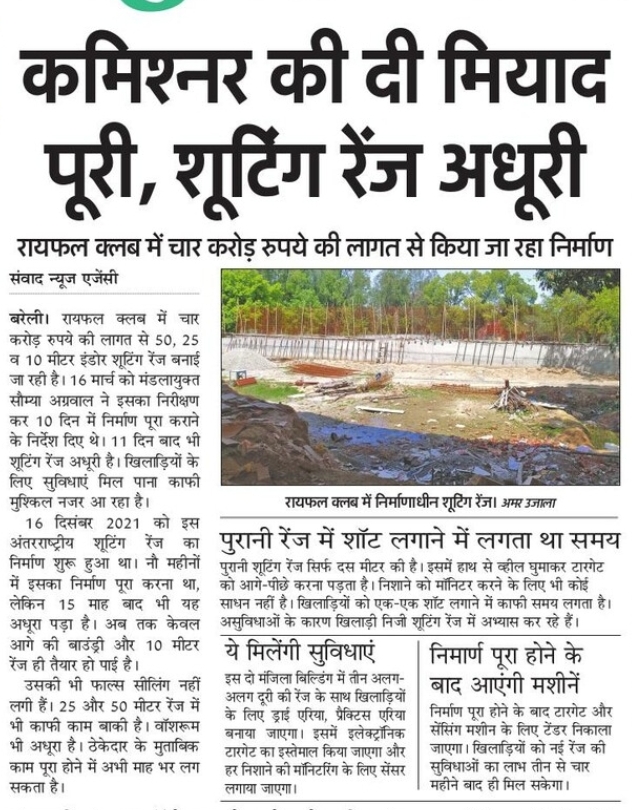 कमिश्नर की दी मियाद
पूरी, शूटिंग रेंज अधूरी
रायफल क्लब में चार करोड़ रुपये की लागत से किया जा रहा निर्माण
संवाद न्यूज एजेंसी
बरेली। रायफल क्लब में चार
करोड़ रुपये की लागत से 50, 25
व 10 मीटर इंडोर शूटिंग रेंज बनाई
जा रही है। 16 मार्च को मंडलायुक्त
सौम्या अग्रवाल ने इसका निरीक्षण
कर 10 दिन में निर्माण पूरा कराने
के निर्देश दिए थे। 11 दिन बाद भी
शूटिंग रेंज अधूरी है। खिलाड़ियों के
लिए सुविधाएं मिल पाना काफी
मुश्किल नजर आ रहा है।
16 दिसंबर 2021 को इस
अंतरराष्ट्रीय शूटिंग रेंज का
निर्माण शुरू हुआ था। नौ महीनों
में इसका निर्माण पूरा करना था,
लेकिन 15 माह बाद भी यह
अधूरा पड़ा है। अब तक केवल
आगे की बाउंड्री और 10 मीटर
रेंज ही तैयार हो पाई है।
उसकी भी फाल्स सीलिंग नहीं
लगी हैं। 25 और 50 मीटर रेंज में
भी काफी काम बाकी है। वॉशरूम
भी अधूरा है। ठेकेदार के मुताबिक
काम पूरा होने में अभी माह भर लग
सकता है।
रायफल क्लब में निर्माणाधीन शूटिंग रेंज। अमर उजाला
पुरानी रेंज में शॉट लगाने में लगता था समय
पुरानी शूटिंग रेंज सिर्फ दस मीटर की है। इसमें हाथ से व्हील घुमाकर टारगेट
को आगे-पीछे करना पड़ता है। निशाने को मॉनिटर करने के लिए भी कोई
साधन नहीं है। खिलाड़ियों को एक-एक शॉट लगाने में काफी समय लगता है।
असुविधाओं के कारण खिलाड़ी निजी शूटिंग रेंज में अभ्यास कर रहे हैं।
ये मिलेंगी सुविधाएं
इस दो मंजिला बिल्डिंग में तीन अलग-
अलग दूरी की रेंज के साथ खिलाड़ियों
के लिए ड्राई एरिया, प्रैक्टिस एरिया
बनाया जाएगा। इसमें इलेक्ट्रॉनिक
टारगेट का इस्तेमाल किया जाएगा और
हर निशाने की मॉनिटरिंग के लिए सेंसर
लगाया जाएगा।
निमार्ण पूरा होने के
बाद आएंगी मशीनें
निर्माण पूरा होने के बाद टारगेट और
सेंसिंग मशीन के लिए टेंडर निकाला
जाएगा। खिलाड़ियों को नई रेंज की
सुविधाओं का लाभ तीन से चार
महीने बाद ही मिल सकेगा।